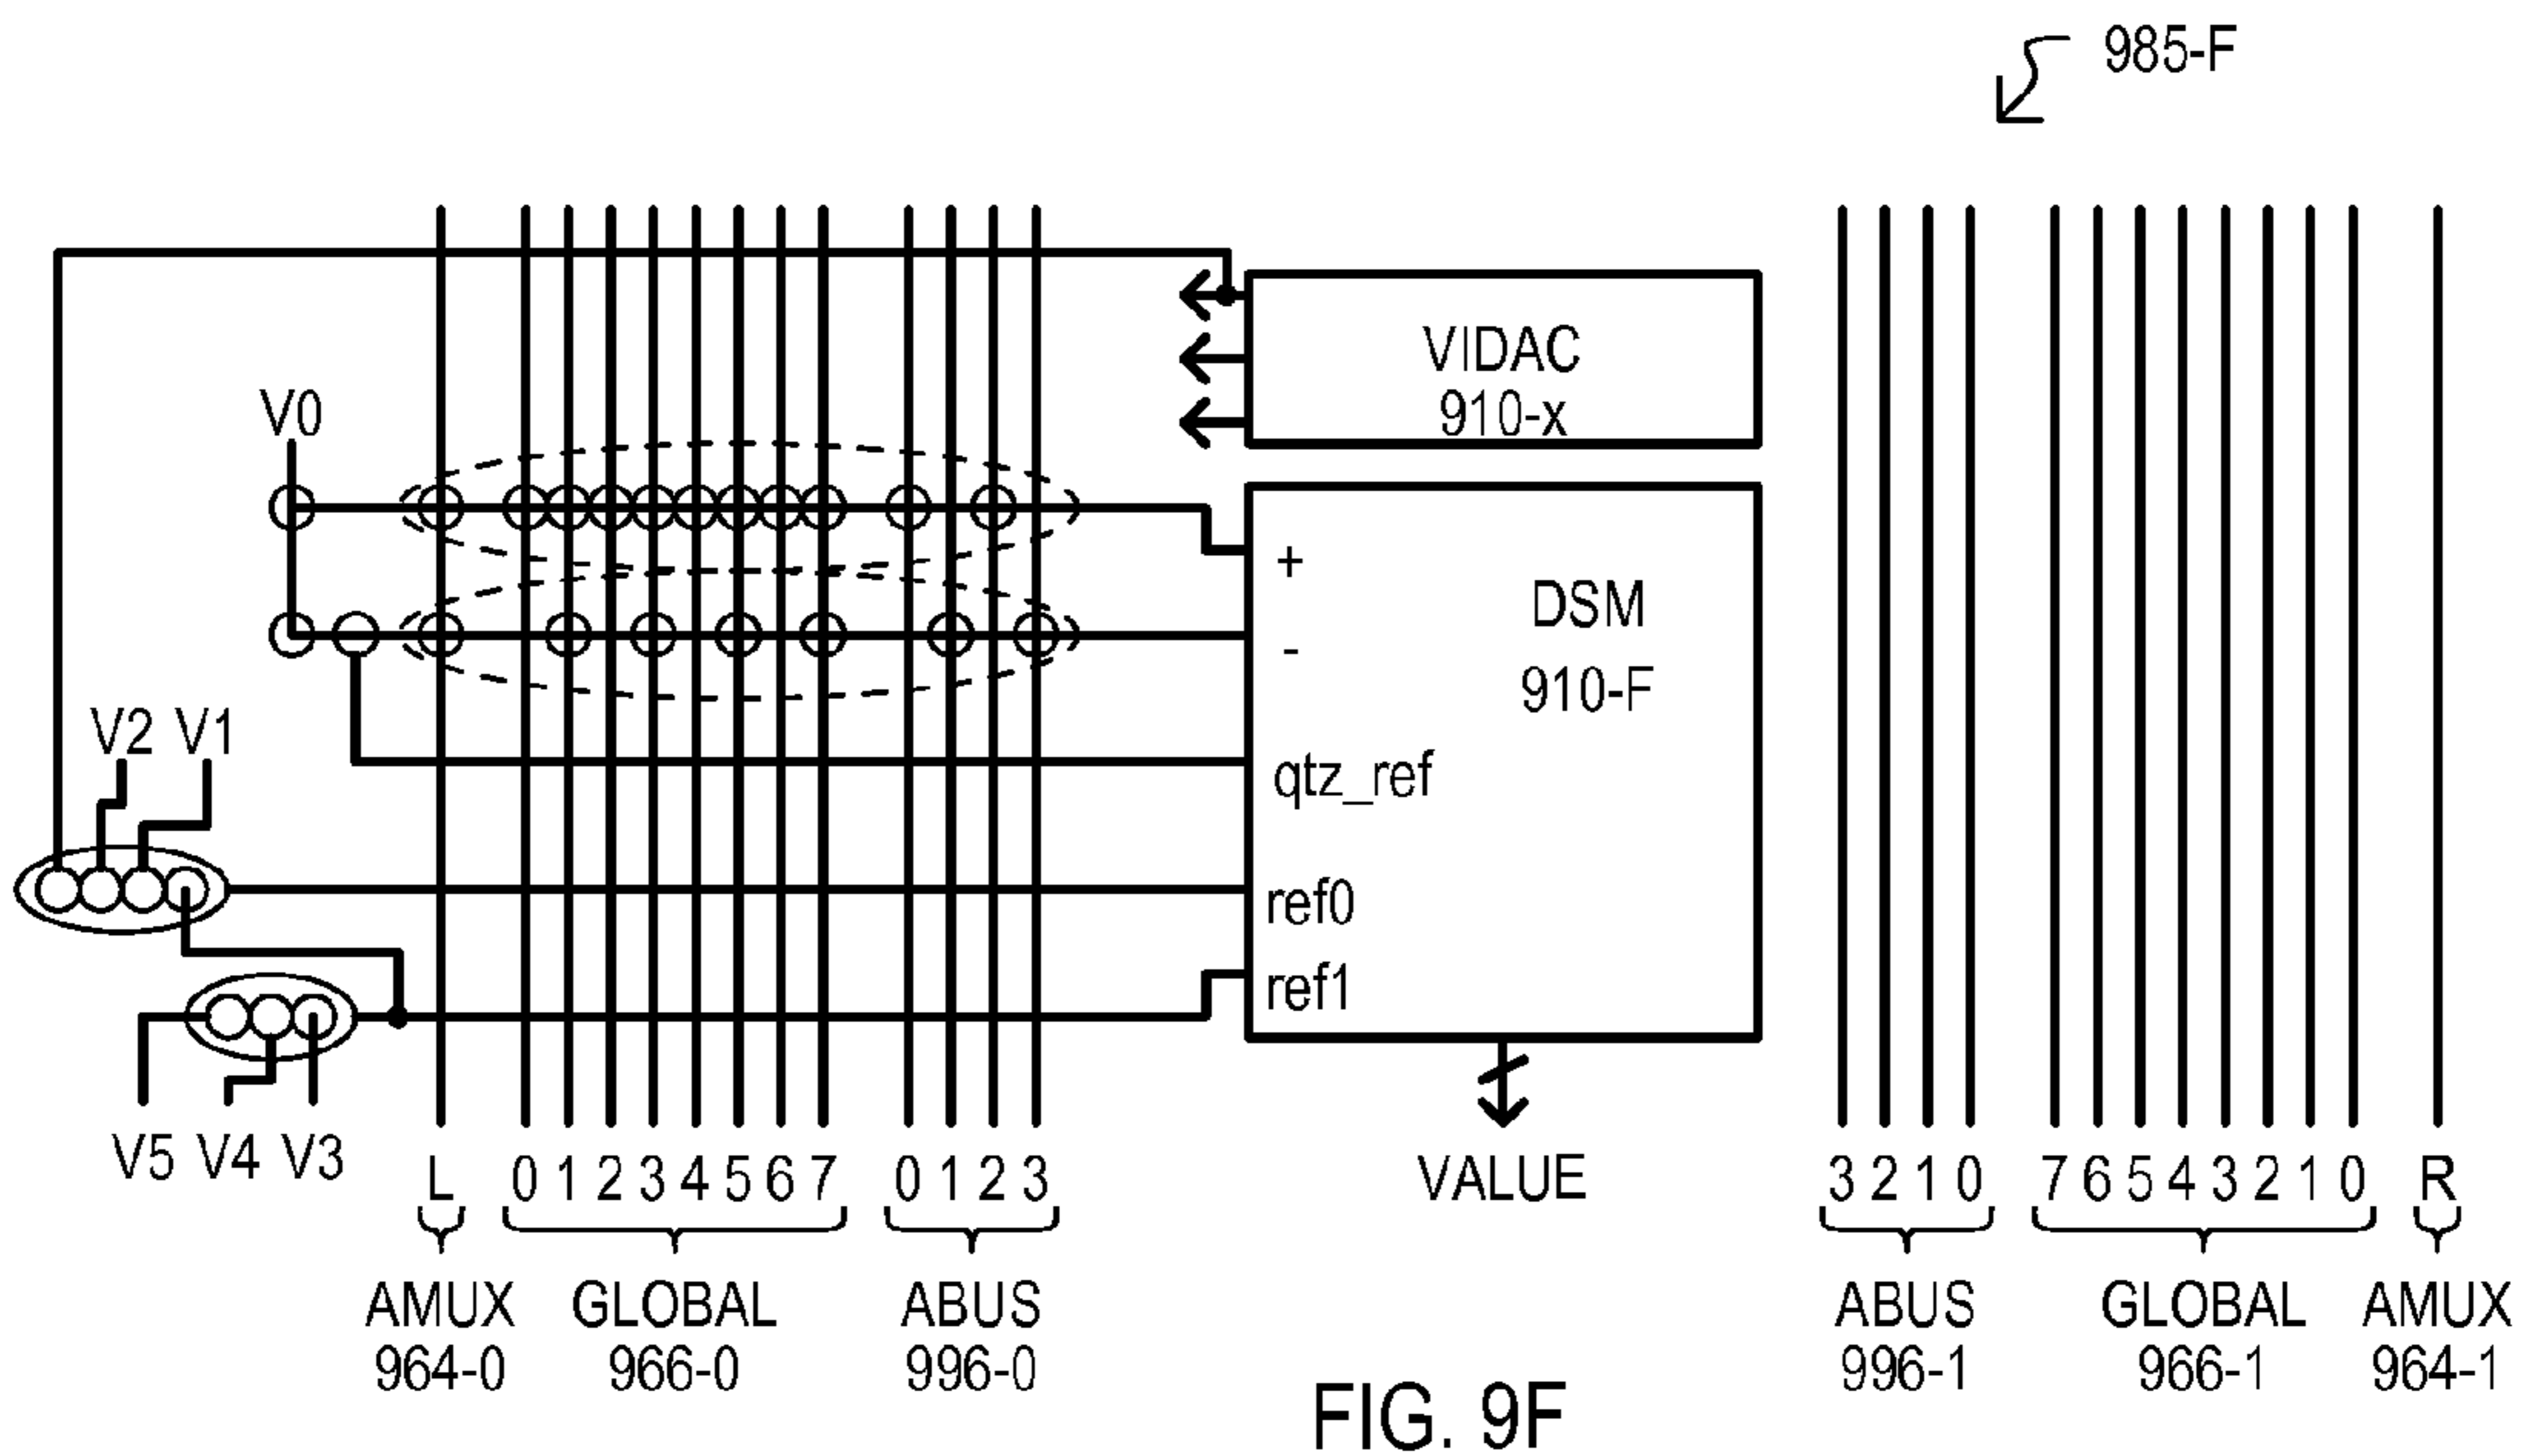 985-F
VIDAC
910-x
V0
+
DSM
-
910-F
V2 V1
qtz_ref
ref0
ref1
V5 V4 V3
L 0 1 2 3 4 5 6 7 0 1 2 3
VALUE
3 2 1 0 7 6 5 4 3 2 1 0 R
AMUX GLOBAL ABUS
964-0 966-0 996-0
ABUS GLOBAL AMUX
996-1 966-1 964-1
FIG. 9F